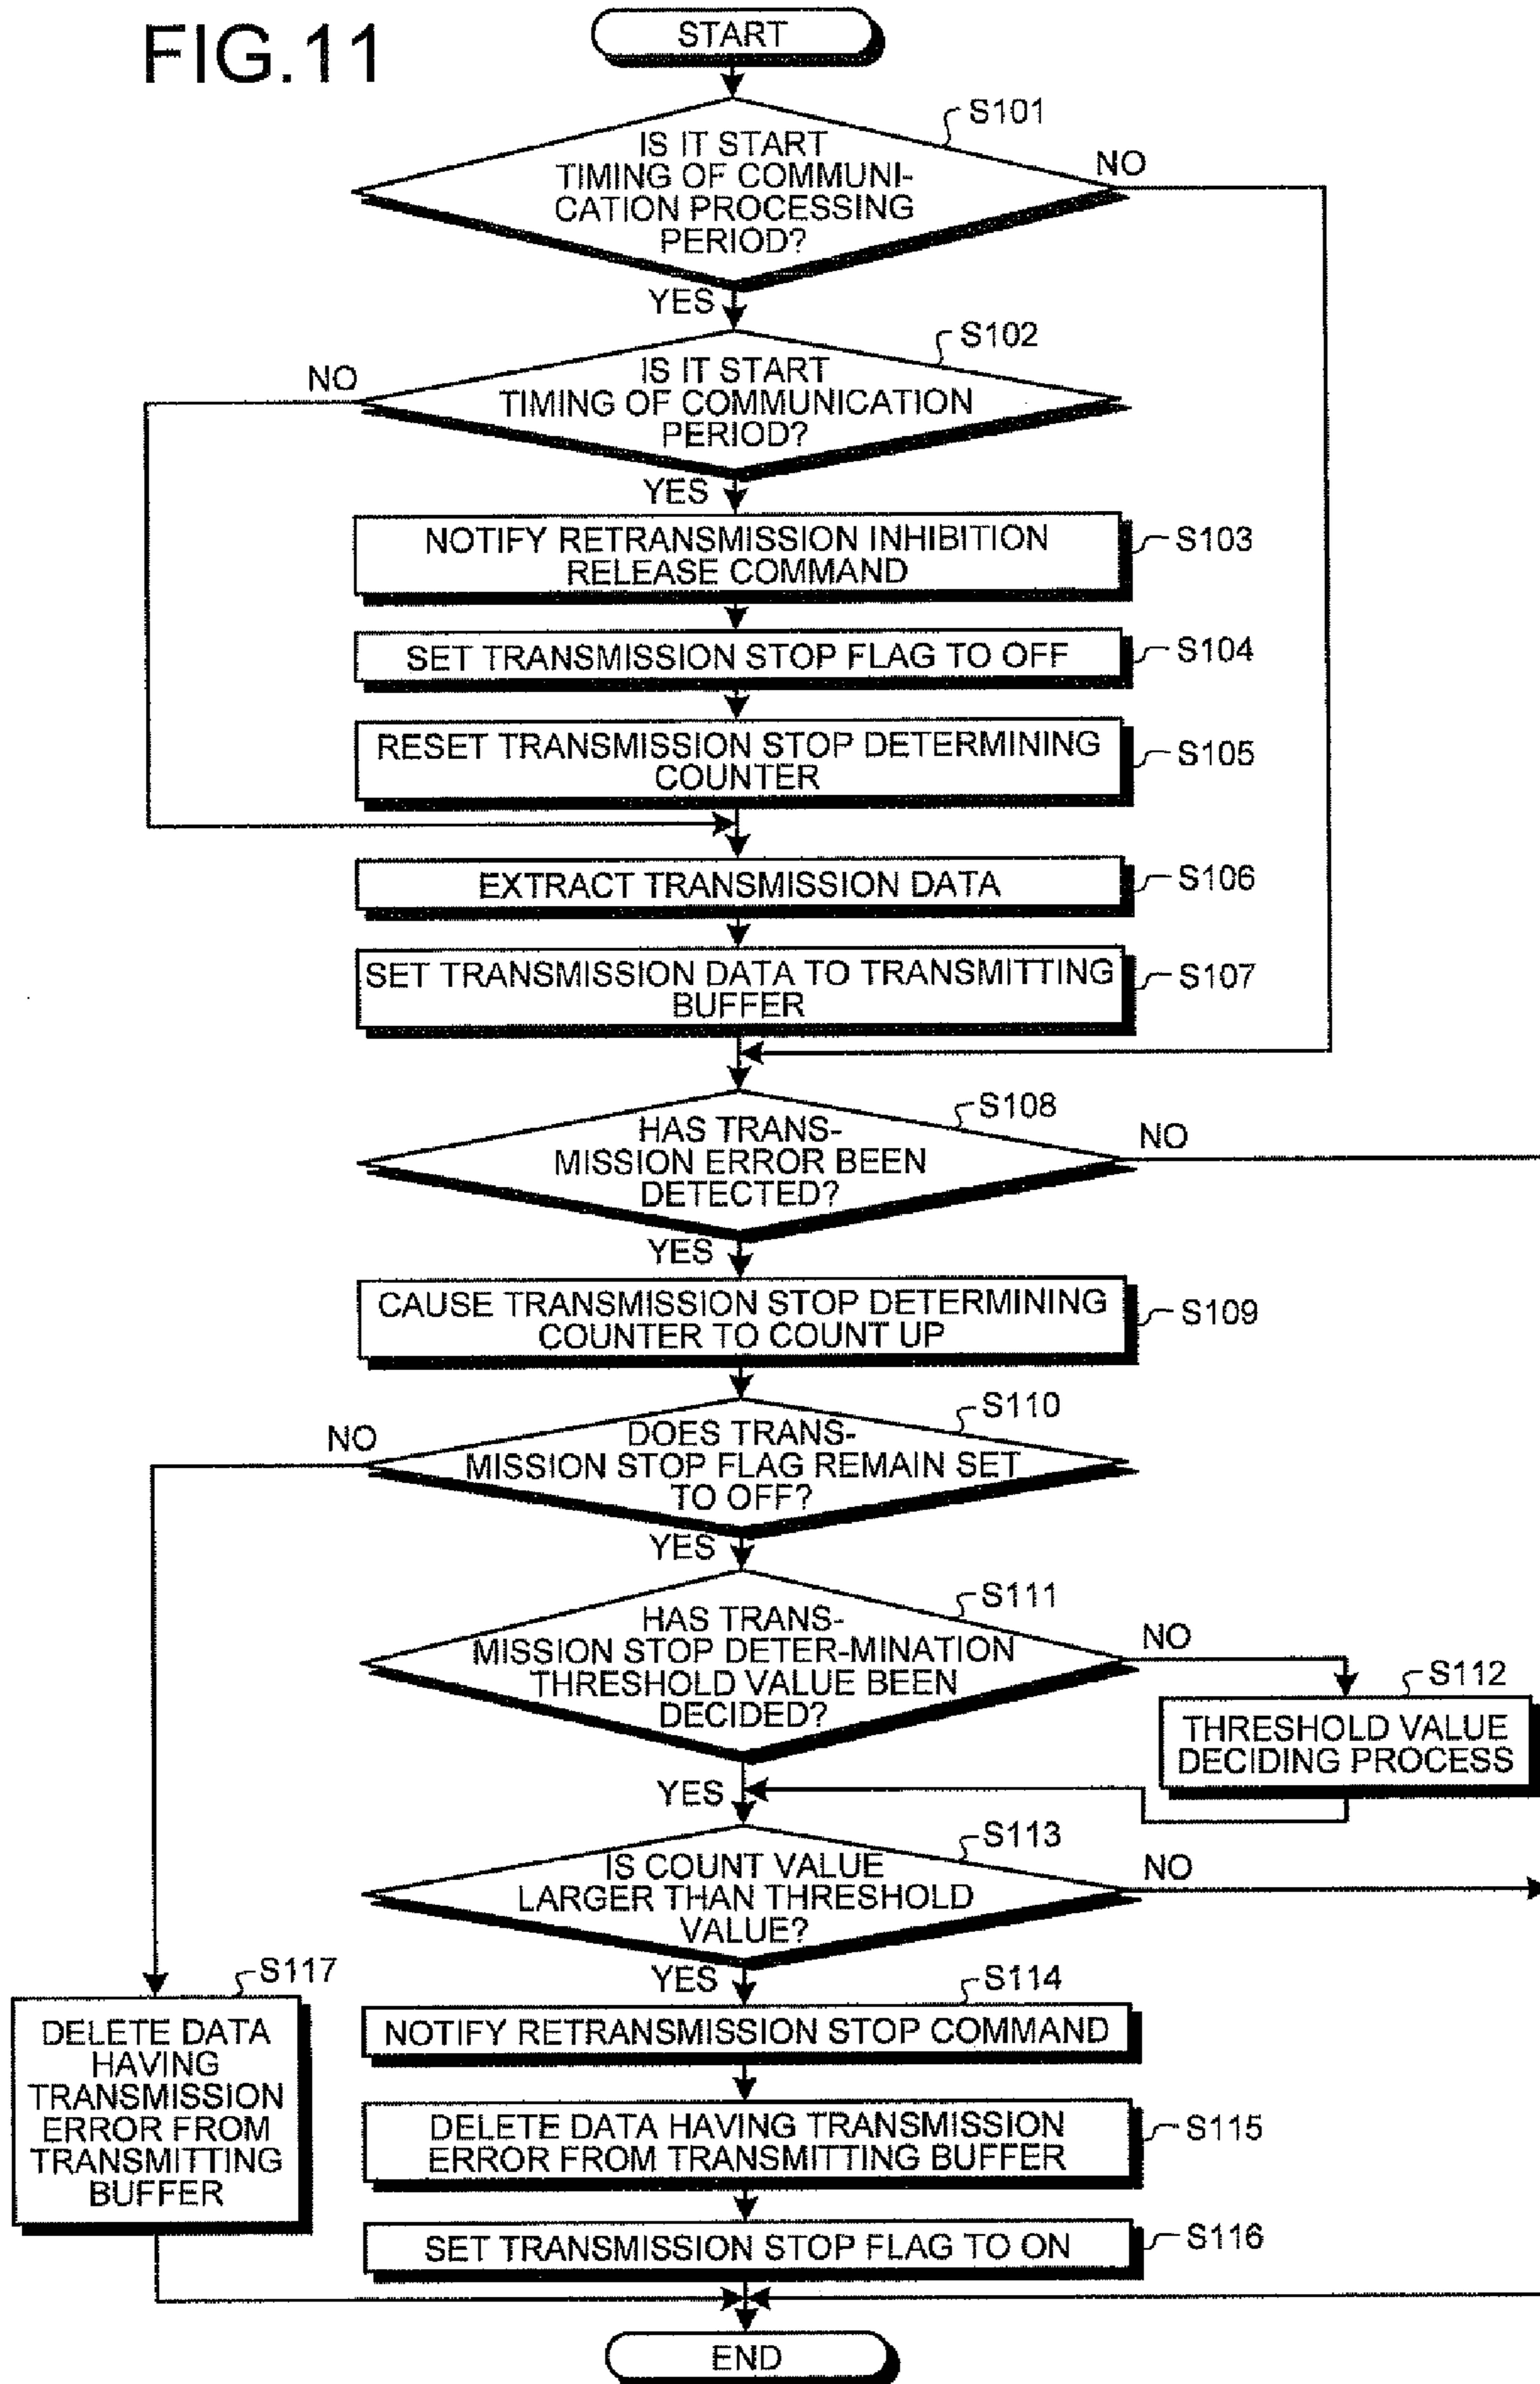 FIG.11
START
S101
IS IT START
TIMING OF COMMUNI-
CATION PROCESSING
PERIOD?
NO
YES
S102
IS IT START
TIMING OF COMMUNICATION
PERIOD?
NO
YES
NOTIFY RETRANSMISSION INHIBITION
RELEASE COMMAND
S103
SET TRANSMISSION STOP FLAG TO OFF
S104
RESET TRANSMISSION STOP DETERMINING
COUNTER
S105
EXTRACT TRANSMISSION DATA
S106
SET TRANSMISSION DATA TO TRANSMITTING
BUFFER
S107
S108
HAS TRANS-
MISSION ERROR BEEN
DETECTED?
NO
YES
CAUSE TRANSMISSION STOP DETERMINING
COUNTER TO COUNT UP
S109
S110
DOES TRANS-
MISSION STOP FLAG REMAIN SET
TO OFF?
NO
YES
S111
HAS TRANS-
MISSION STOP DETER-MINATION
THRESHOLD VALUE BEEN
DECIDED?
NO
S112
THRESHOLD VALUE
DECIDING PROCESS
YES
S113
IS COUNT VALUE
LARGER THAN THRESHOLD
VALUE?
NO
YES
S114
NOTIFY RETRANSMISSION STOP COMMAND
DELETE DATA HAVING TRANSMISSION
ERROR FROM TRANSMITTING BUFFER
S115
SET TRANSMISSION STOP FLAG TO ON
S116
S117
DELETE DATA
HAVING
TRANSMISSION
ERROR FROM
TRANSMITTING
BUFFER
END